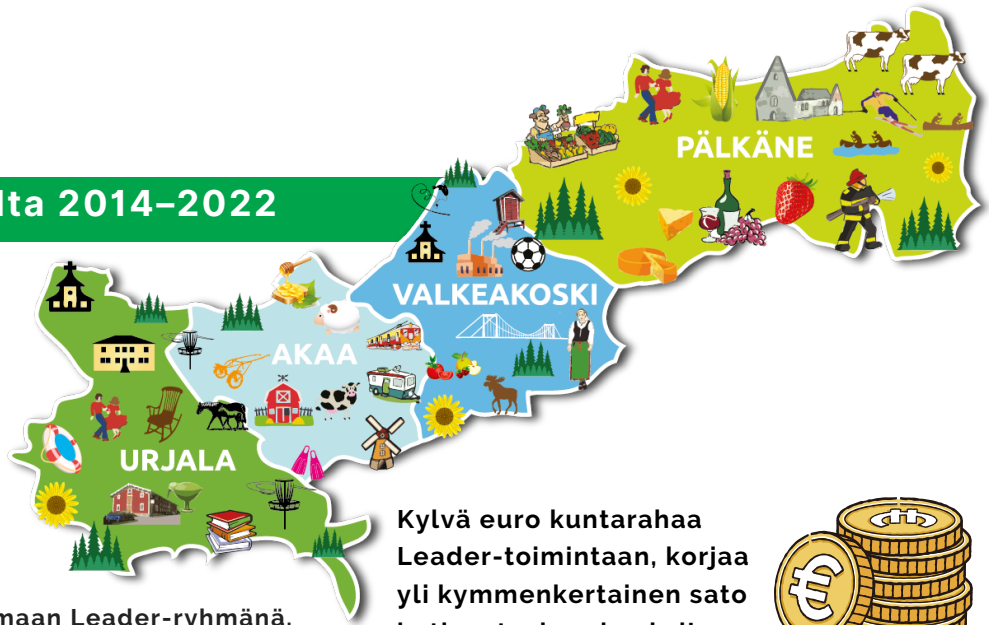 lta 2014–2022
PÄLKÄNE
VALKEAKOSKI
AKAA
URJALA
Kylvä euro kuntarahaa
Leader-toimintaan, korjaa
yli kymmenkertainen sato
maan Leader-ryhmänä.